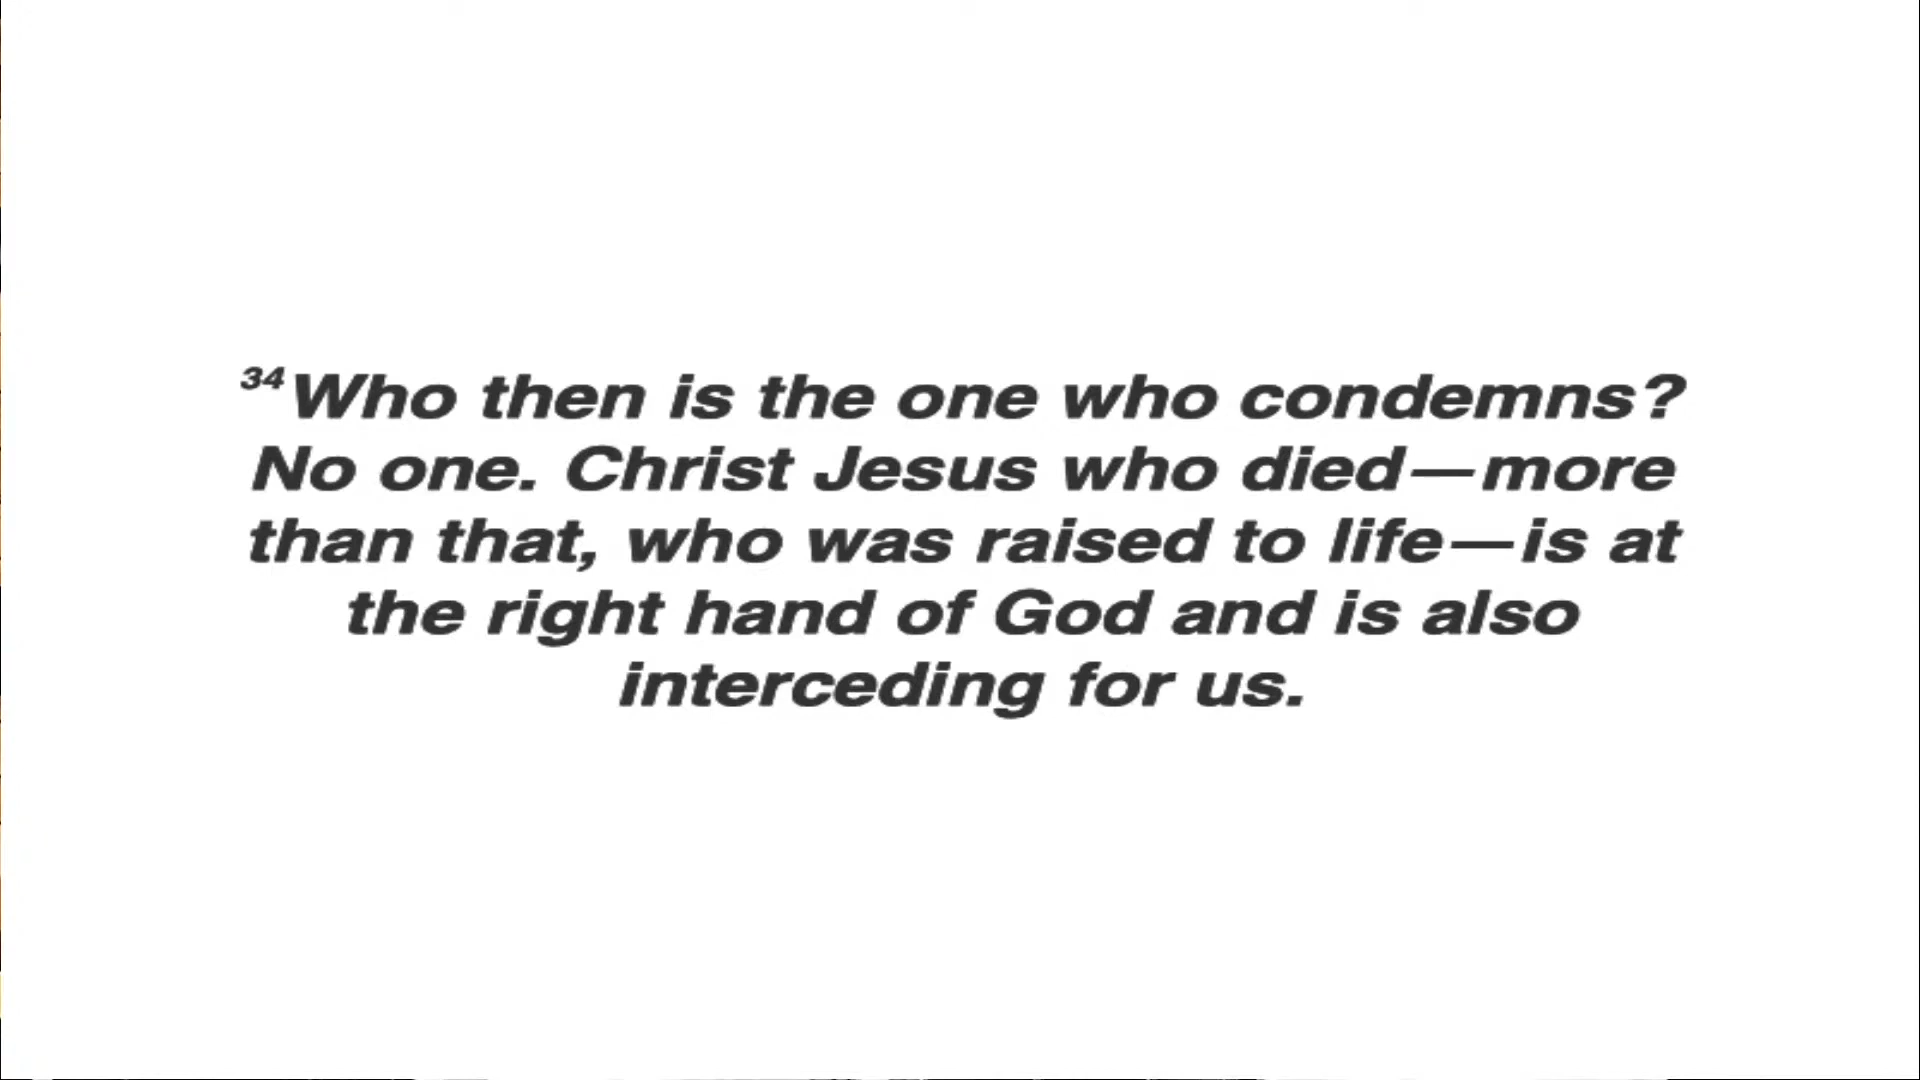 ³⁴Who then is the one who condemns?
No one. Christ Jesus who died—more
than that, who was raised to life—is at
the right hand of God and is also
interceding for us.